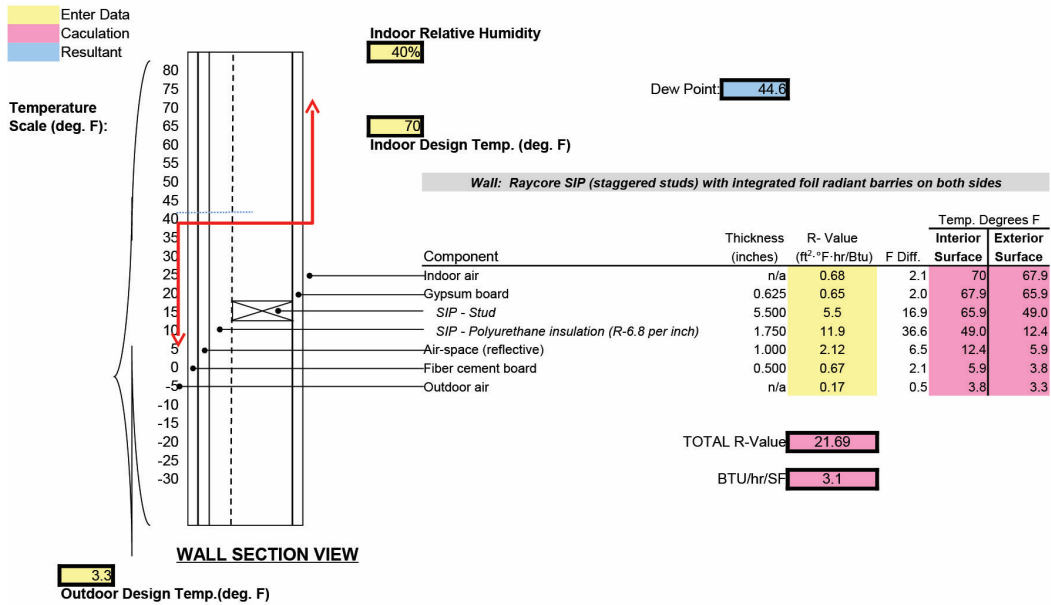 Enter Data
Caculation
Resultant
Indoor Relative Humidity
40%
Dew Point: 44.6
Temperature
Scale (deg. F):
80
75
70
65
60
55
50
45
40
35
30
25
20
15
10
5
0
-5
-10
-15
-20
-25
-30
70
Indoor Design Temp. (deg. F)
Wall: Raycore SIP (staggered studs) with integrated foil radiant barries on both sides
Temp. Degrees F
Thickness R- Value Interior Exterior
Component (inches) (ft²·°F·hr/Btu) F Diff. Surface Surface
Indoor air n/a 0.68 2.1 70 67.9
Gypsum board 0.625 0.65 2.0 67.9 65.9
SIP - Stud 5.500 5.5 16.9 65.9 49.0
SIP - Polyurethane insulation (R-6.8 per inch) 1.750 11.9 36.6 49.0 12.4
Air-space (reflective) 1.000 2.12 6.5 12.4 5.9
Fiber cement board 0.500 0.67 2.1 5.9 3.8
Outdoor air n/a 0.17 0.5 3.8 3.3
TOTAL R-Value 21.69
BTU/hr/SF 3.1
WALL SECTION VIEW
3.3
Outdoor Design Temp.(deg. F)